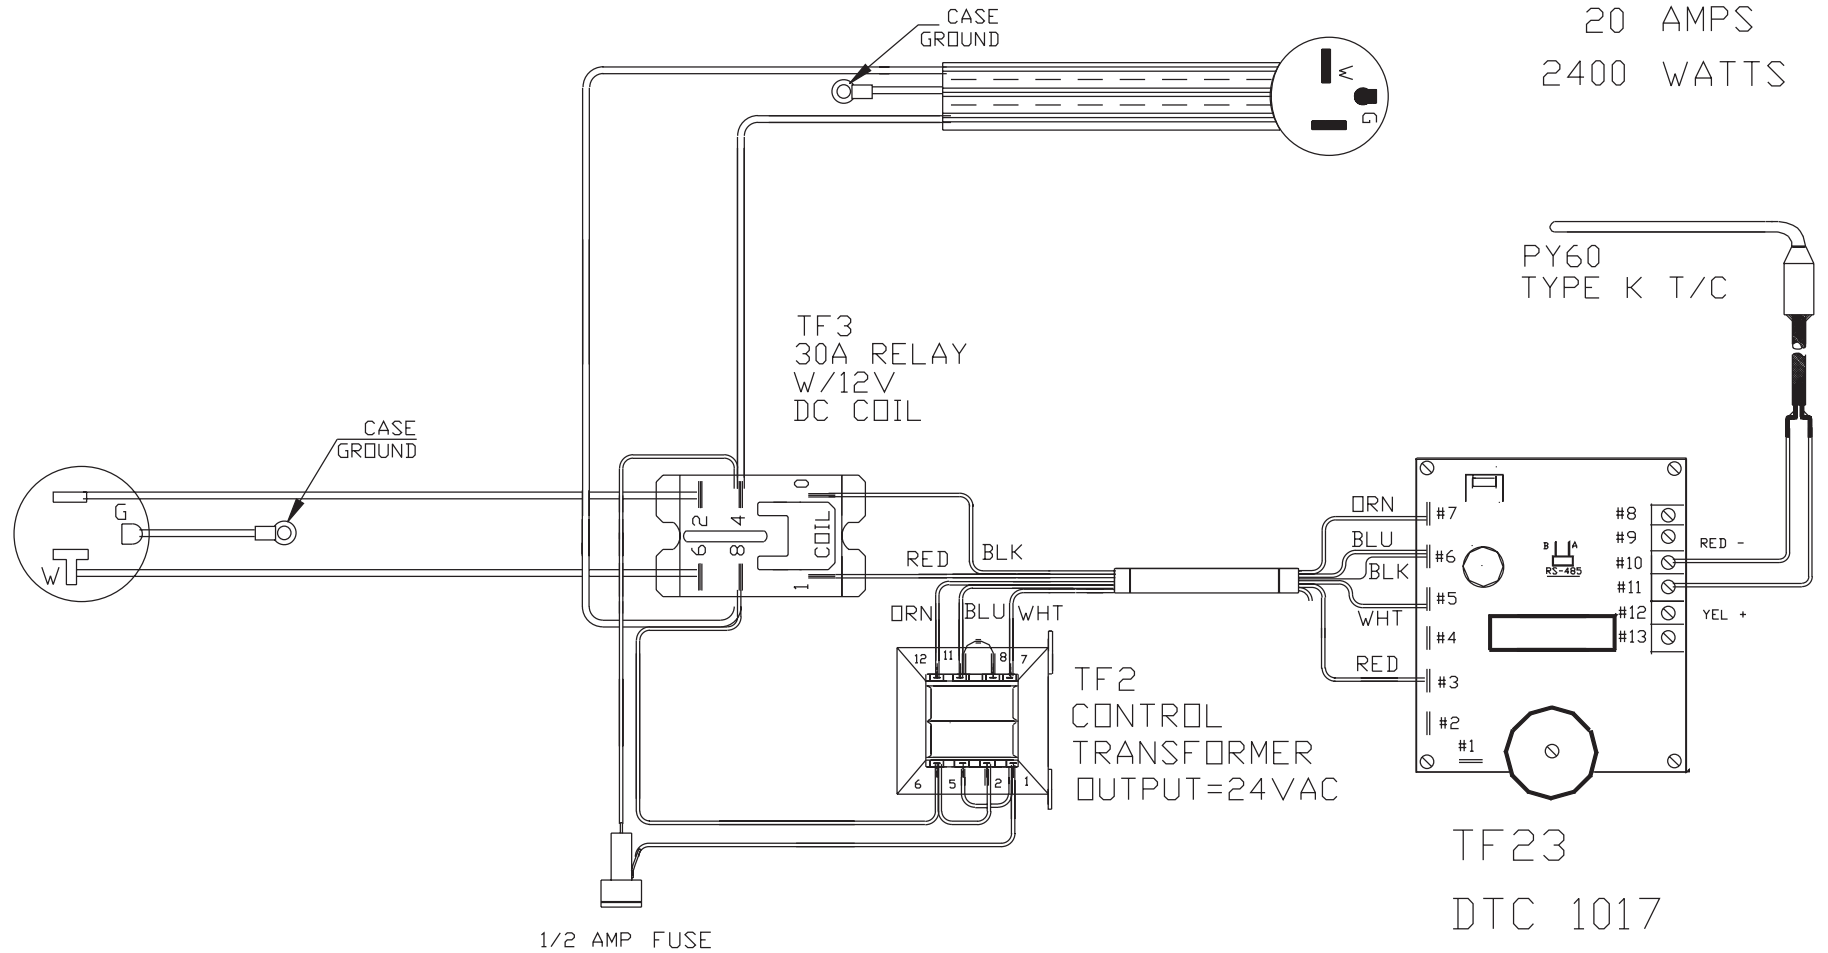 CASE
GROUND
W
G
20 AMPS
2400 WATTS
PY60
TYPE K T/C
TF3
30A RELAY
W/12V
DC COIL
CASE
GROUND
G
W
2
4
6
8
0
1
COIL
RED
BLK
ORN
BLU
WHT
ORN
BLU
BLK
WHT
RED
#7
#6
#5
#4
#3
#2
#1
B
A
RS-485
#8
#9
#10
#11
#12
#13
RED -
YEL +
12
11
8
7
6
5
2
1
TF2
CONTROL
TRANSFORMER
OUTPUT=24VAC
TF23
DTC 1017
1/2 AMP FUSE